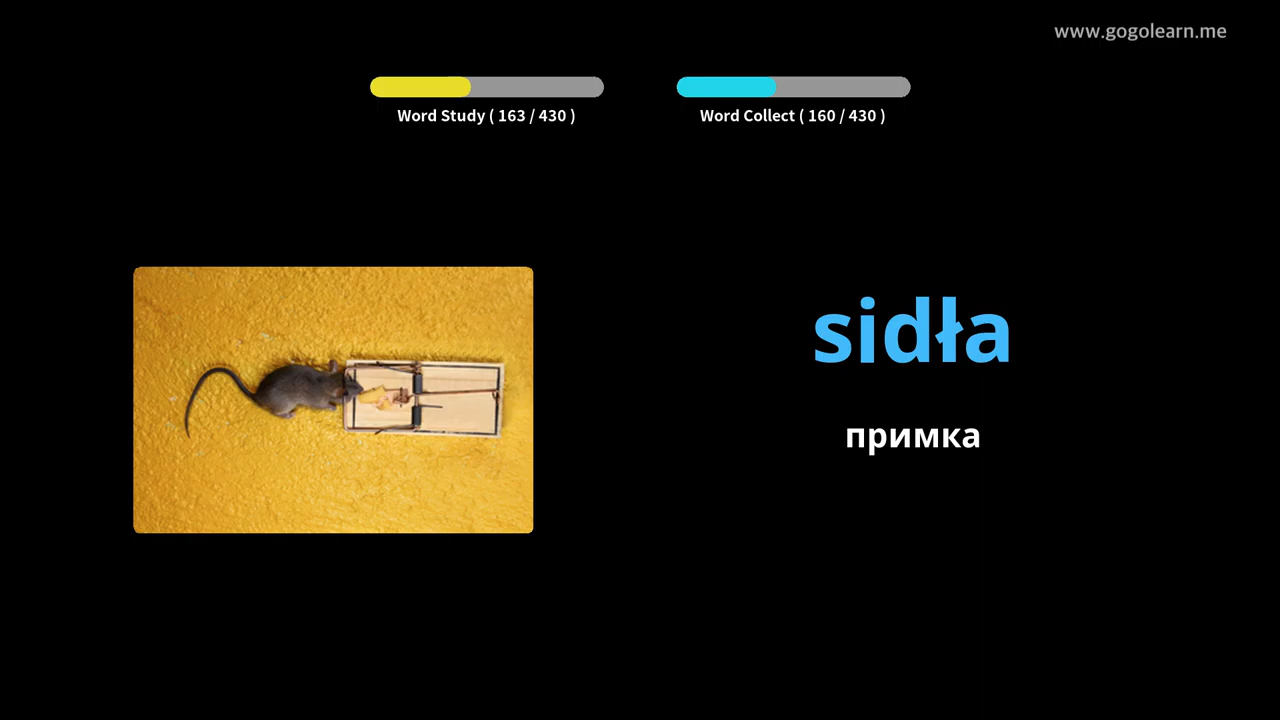 www.gogolearn.me
Word Study ( 163 / 430 )
Word Collect ( 160 / 430 )
sidła
примка